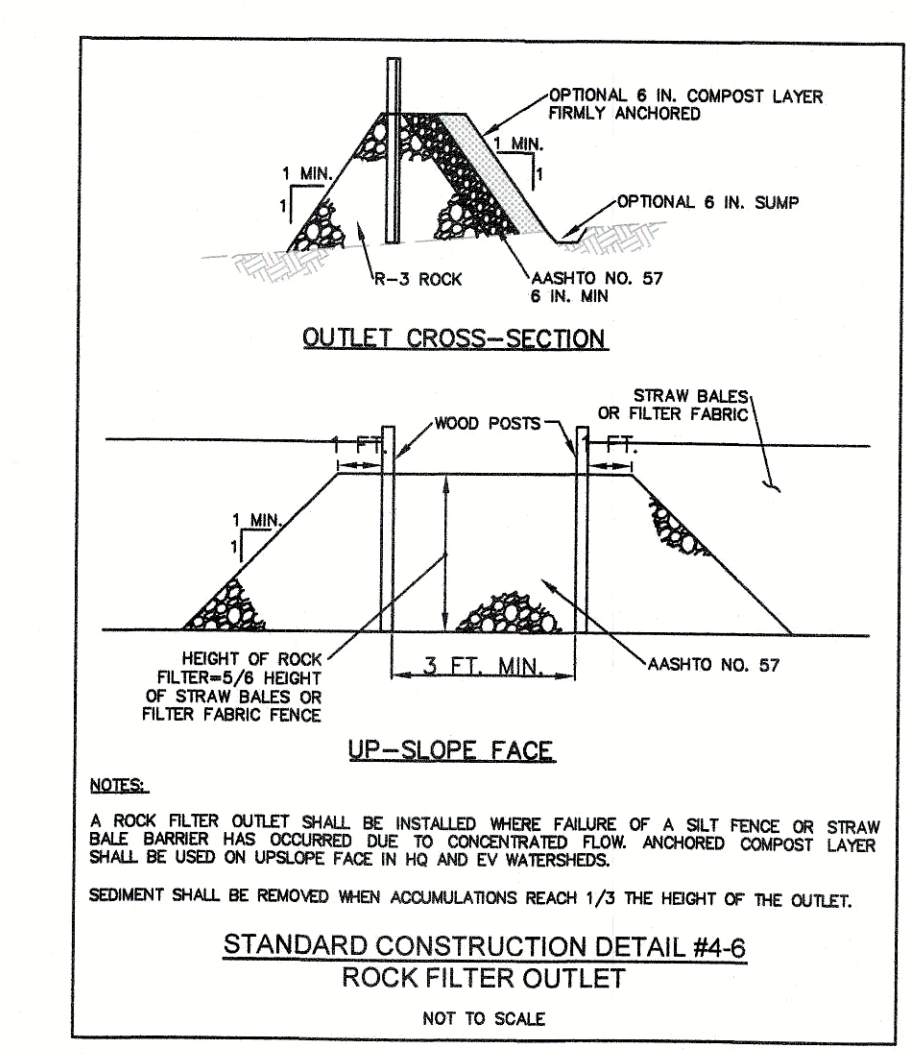 OPTIONAL 6 IN. COMPOST LAYER
FIRMLY ANCHORED
1 MIN.
1
1 MIN.
1
OPTIONAL 6 IN. SUMP
R-3 ROCK
AASHTO NO. 57
6 IN. MIN
OUTLET CROSS-SECTION
STRAW BALES
OR FILTER FABRIC
WOOD POSTS
1 FT.
1 FT.
1 MIN.
1
HEIGHT OF ROCK
FILTER=5/6 HEIGHT
OF STRAW BALES OR
FILTER FABRIC FENCE
3 FT. MIN.
AASHTO NO. 57
UP-SLOPE FACE
NOTES:
A ROCK FILTER OUTLET SHALL BE INSTALLED WHERE FAILURE OF A SILT FENCE OR STRAW
BALE BARRIER HAS OCCURRED DUE TO CONCENTRATED FLOW. ANCHORED COMPOST LAYER
SHALL BE USED ON UPSLOPE FACE IN HQ AND EV WATERSHEDS.
SEDIMENT SHALL BE REMOVED WHEN ACCUMULATIONS REACH 1/3 THE HEIGHT OF THE OUTLET.
STANDARD CONSTRUCTION DETAIL #4-6
ROCK FILTER OUTLET
NOT TO SCALE